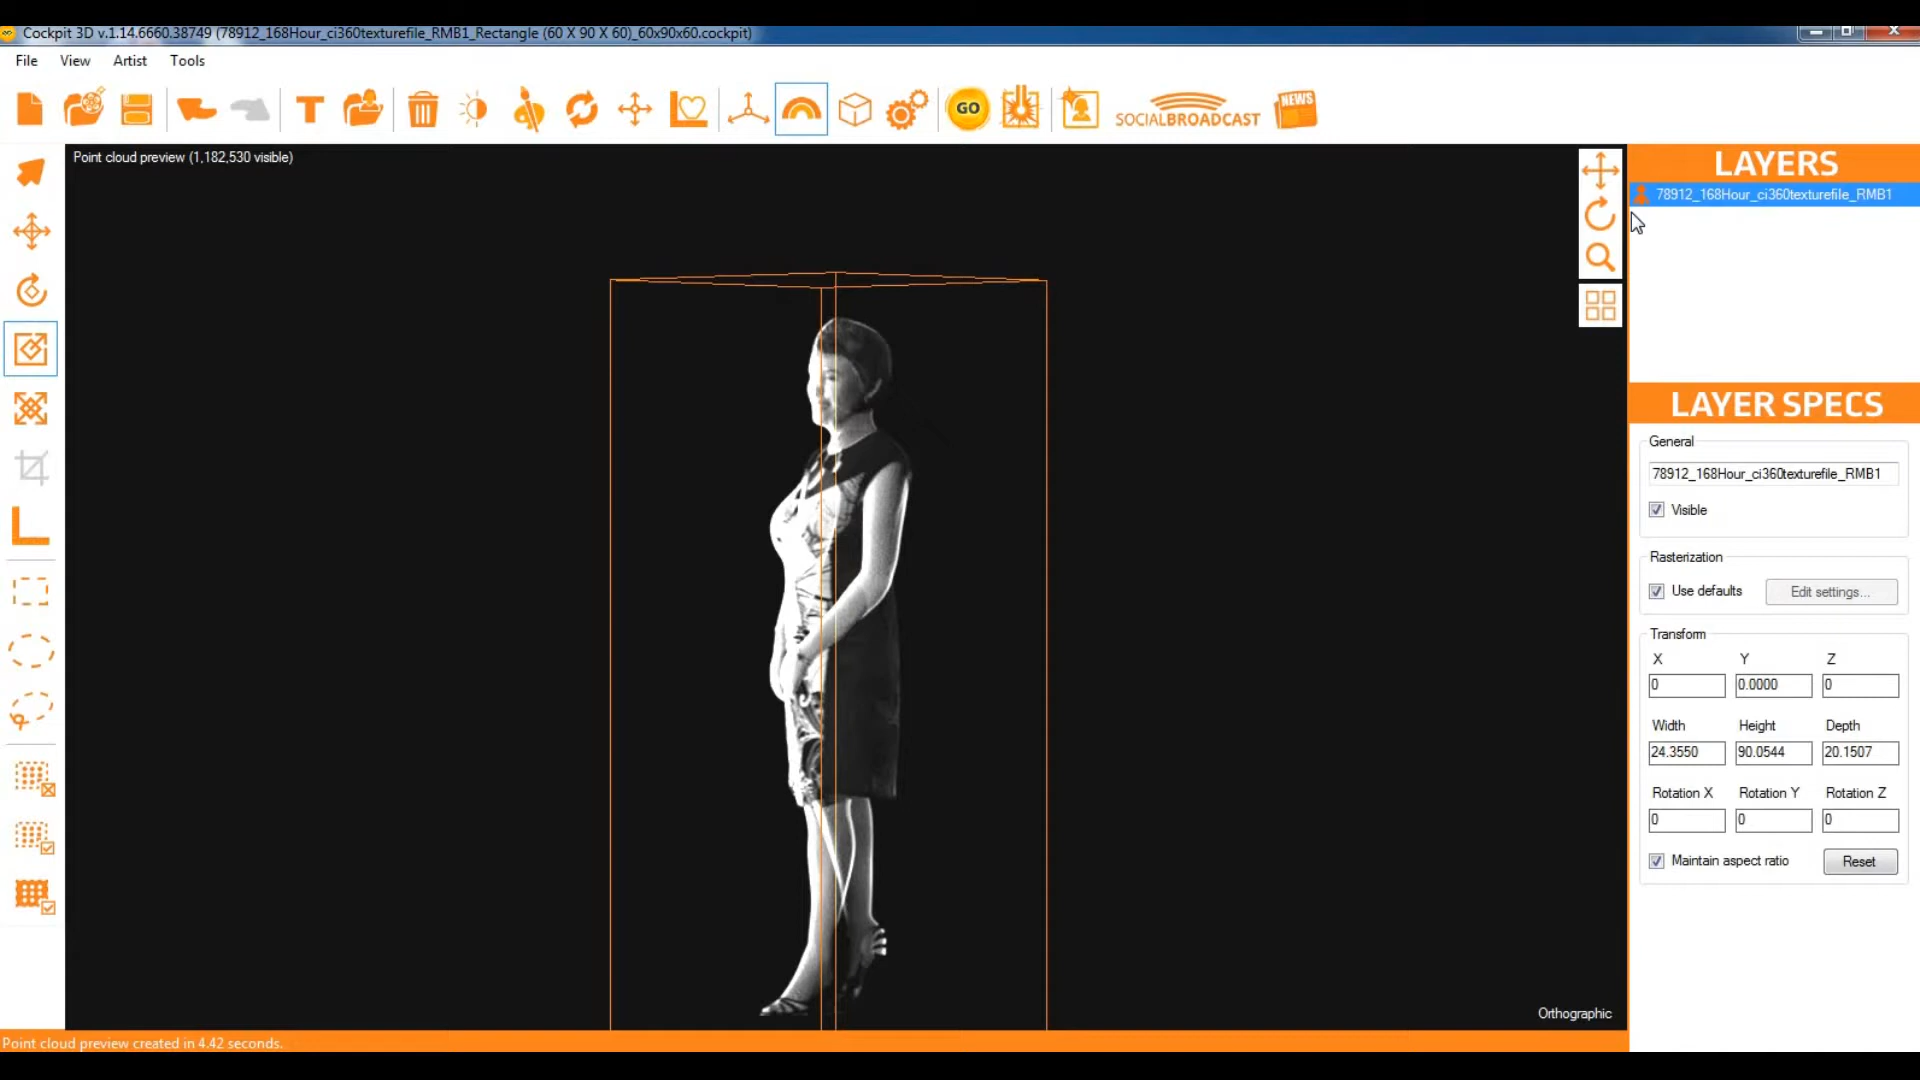 Cockpit 3D v.1.14.6660.38749 (78912_168Hour_ci360texturefile_RMB1_Rectangle (60 X 90 X 60)_60x90x60.cockpit)
File View Artist Tools
T GO SOCIALBROADCAST NEWS
Point cloud preview (1,182,530 visible)
LAYERS
78912_168Hour_ci360texturefile_RMB1
LAYER SPECS
General
78912_168Hour_ci360texturefile_RMB1
Visible
Rasterization
Use defaults Edit settings...
Transform
X Y Z
0 0.0000 0
Width Height Depth
24.3550 90.0544 20.1507
Rotation X Rotation Y Rotation Z
0 0 0
Maintain aspect ratio Reset
Orthographic
Point cloud preview created in 4.42 seconds.